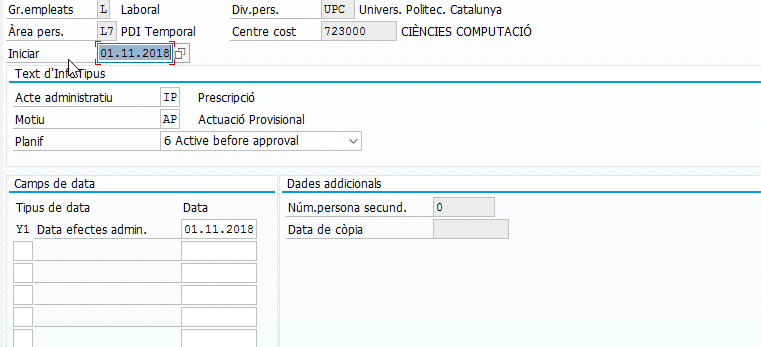 Gr.empleats L Laboral Div.pers. UPC Univers. Politec. Catalunya
Àrea pers. L7 PDI Temporal Centre cost 723000 CIÈNCIES COMPUTACIÓ
Iniciar 01.11.2018
Text d'InfoTipus
Acte administratiu IP Prescripció
Motiu AP Actuació Provisional
Planif 6 Active before approval
Camps de data Dades addicionals
Tipus de data Data Núm.persona secund. 0
Y1 Data efectes admin. 01.11.2018 Data de còpia